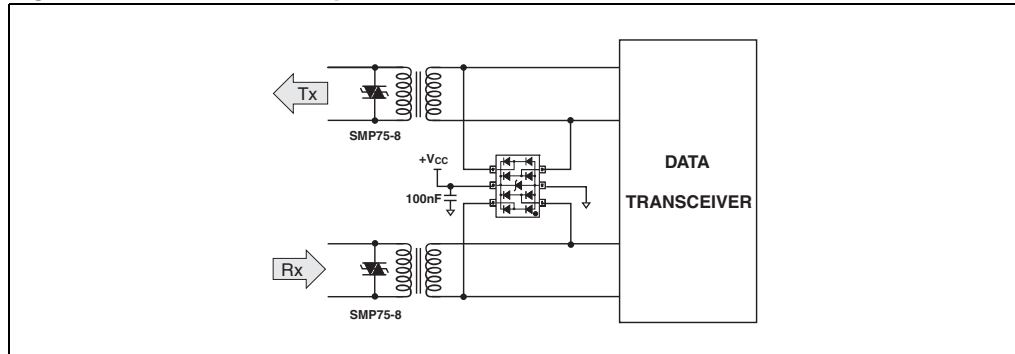 Tx
SMP75-8
+Vcc
100nF
DATA
TRANSCEIVER
Rx
SMP75-8